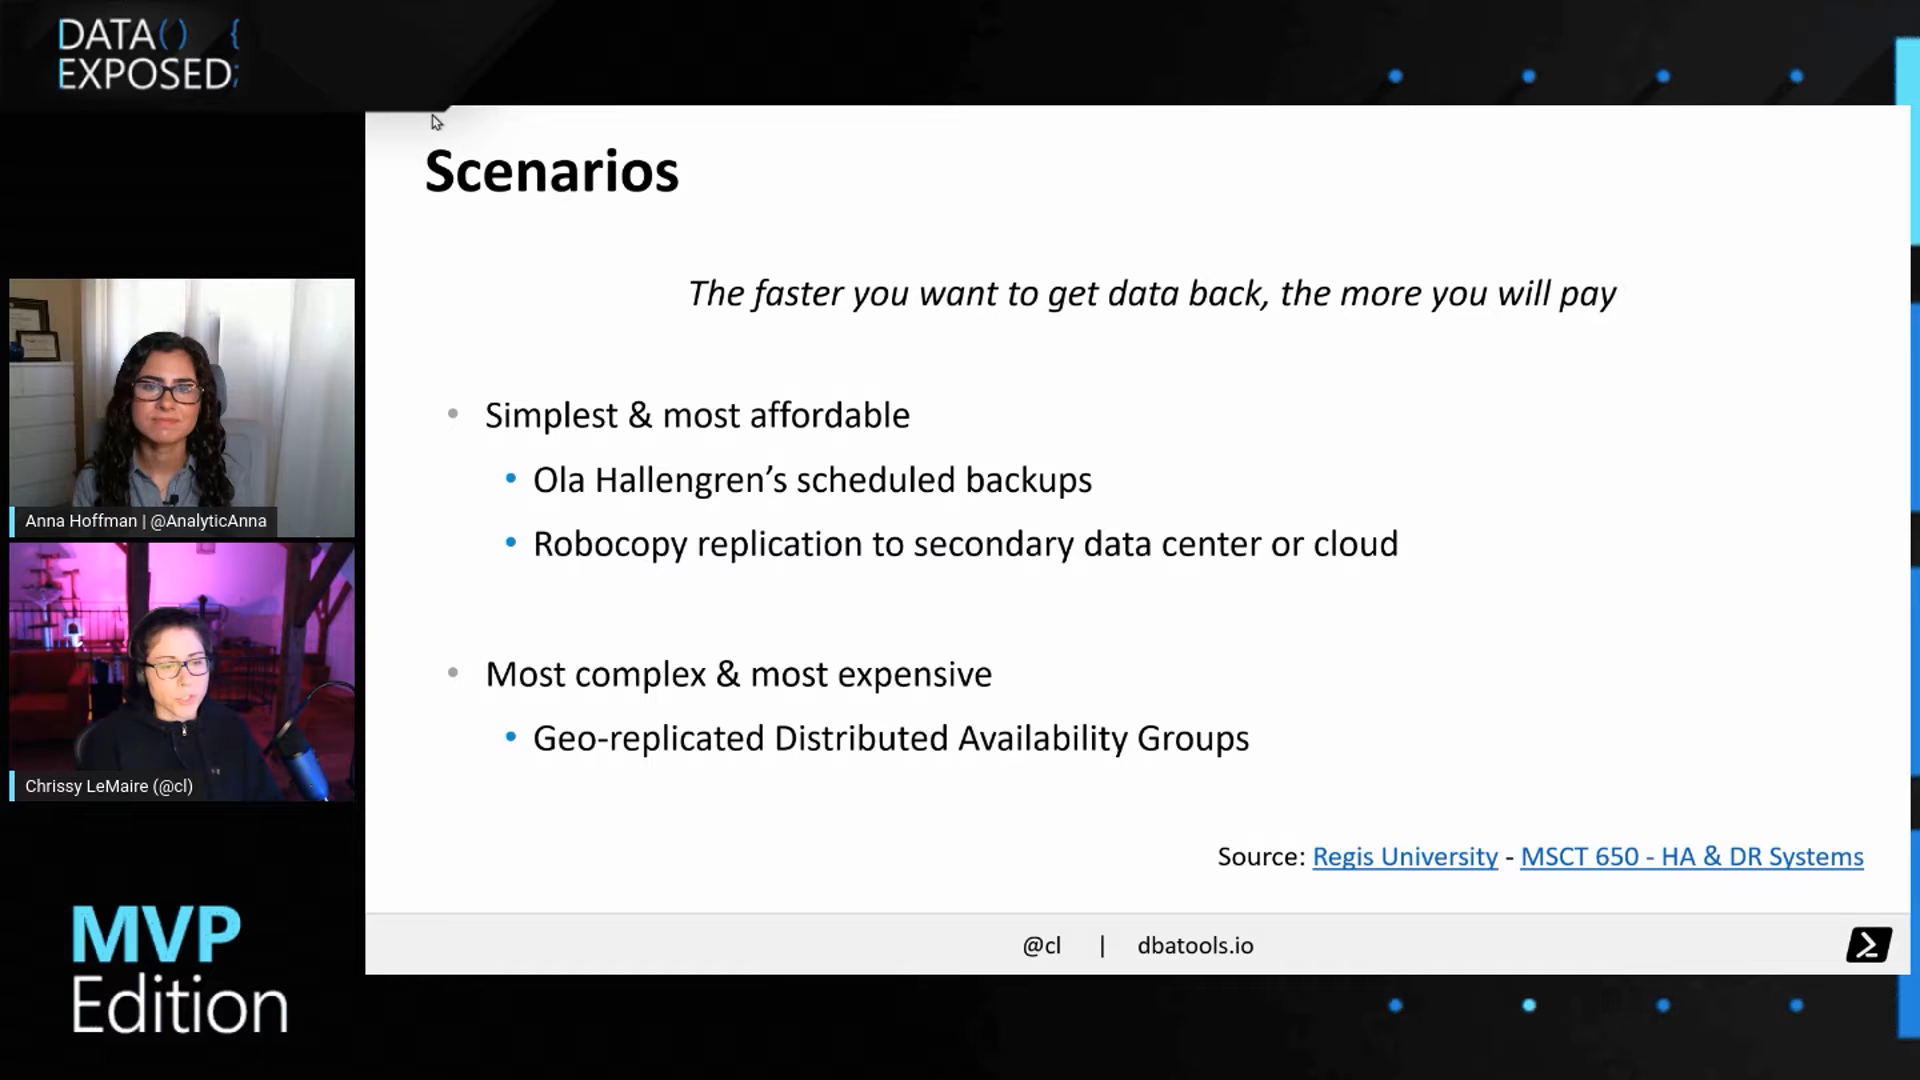 DATA() {
EXPOSED;
Scenarios
The faster you want to get data back, the more you will pay
• Simplest & most affordable
• Ola Hallengren’s scheduled backups
• Robocopy replication to secondary data center or cloud
• Most complex & most expensive
• Geo-replicated Distributed Availability Groups
Source: Regis University - MSCT 650 - HA & DR Systems
@cl | dbatools.io
Anna Hoffman | @AnalyticAnna
Chrissy LeMaire (@cl)
MVP
Edition